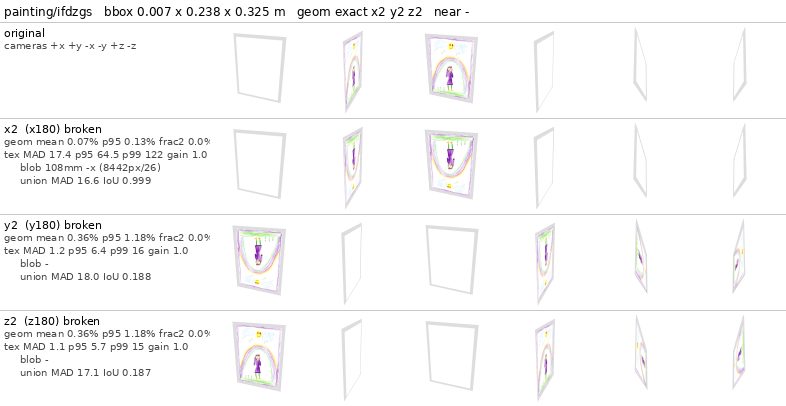 painting/ifdzgs   bbox 0.007 x 0.238 x 0.325 m   geom exact x2 y2 z2   near -
original
cameras +x +y -x -y +z -z
x2  (x180) broken
geom mean 0.07% p95 0.13% frac2 0.0%
tex MAD 17.4 p95 64.5 p99 122 gain 1.0
blob 108mm -x (8442px/26)
union MAD 16.6 IoU 0.999
y2  (y180) broken
geom mean 0.36% p95 1.18% frac2 0.0%
tex MAD 1.2 p95 6.4 p99 16 gain 1.0
blob -
union MAD 18.0 IoU 0.188
z2  (z180) broken
geom mean 0.36% p95 1.18% frac2 0.0%
tex MAD 1.1 p95 5.7 p99 15 gain 1.0
blob -
union MAD 17.1 IoU 0.187